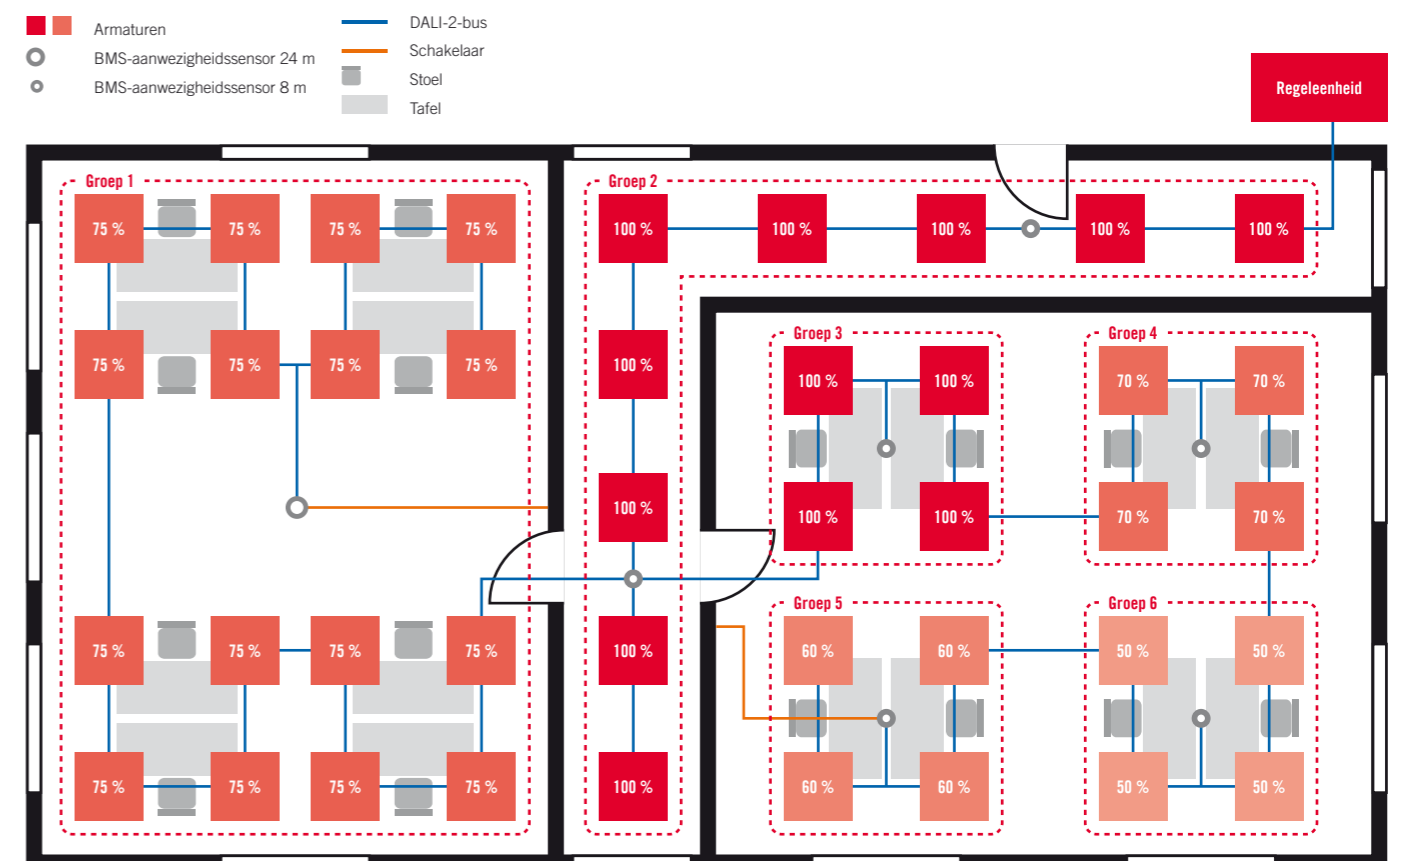 Armaturen
BMS-aanwezigheidssensor 24 m
BMS-aanwezigheidssensor 8 m
DALI-2-bus
Schakelaar
Stoel
Tafel
Regeleenheid
Groep 1
75 % 75 % 75 % 75 %
75 % 75 % 75 % 75 %
75 % 75 % 75 % 75 %
75 % 75 % 75 % 75 %
Groep 2
100 % 100 % 100 % 100 % 100 %
100 %
100 %
100 %
100 %
Groep 3
100 % 100 %
100 % 100 %
Groep 4
70 % 70 %
70 % 70 %
Groep 5
60 % 60 %
60 % 60 %
Groep 6
50 % 50 %
50 % 50 %